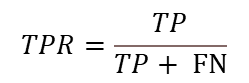 TPR = TP / TP + FN